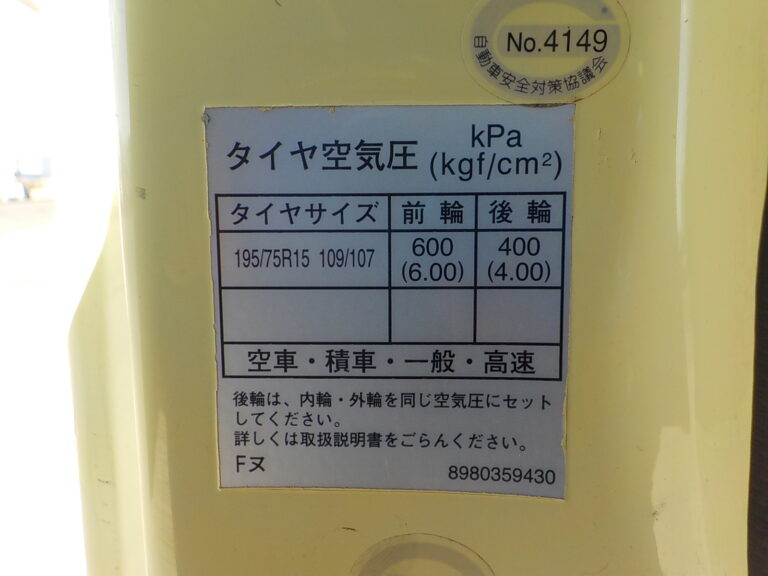 No.4149
自動車安全対策協議会
タイヤ空気圧 kPa (kgf/cm²)
タイヤサイズ 前輪 後輪
195/75R15 109/107 600 (6.00) 400 (4.00)
空車・積車・一般・高速
後輪は、内輪・外輪を同じ空気圧にセット
してください。
詳しくは取扱説明書をごらんください。
Fヌ 8980359430